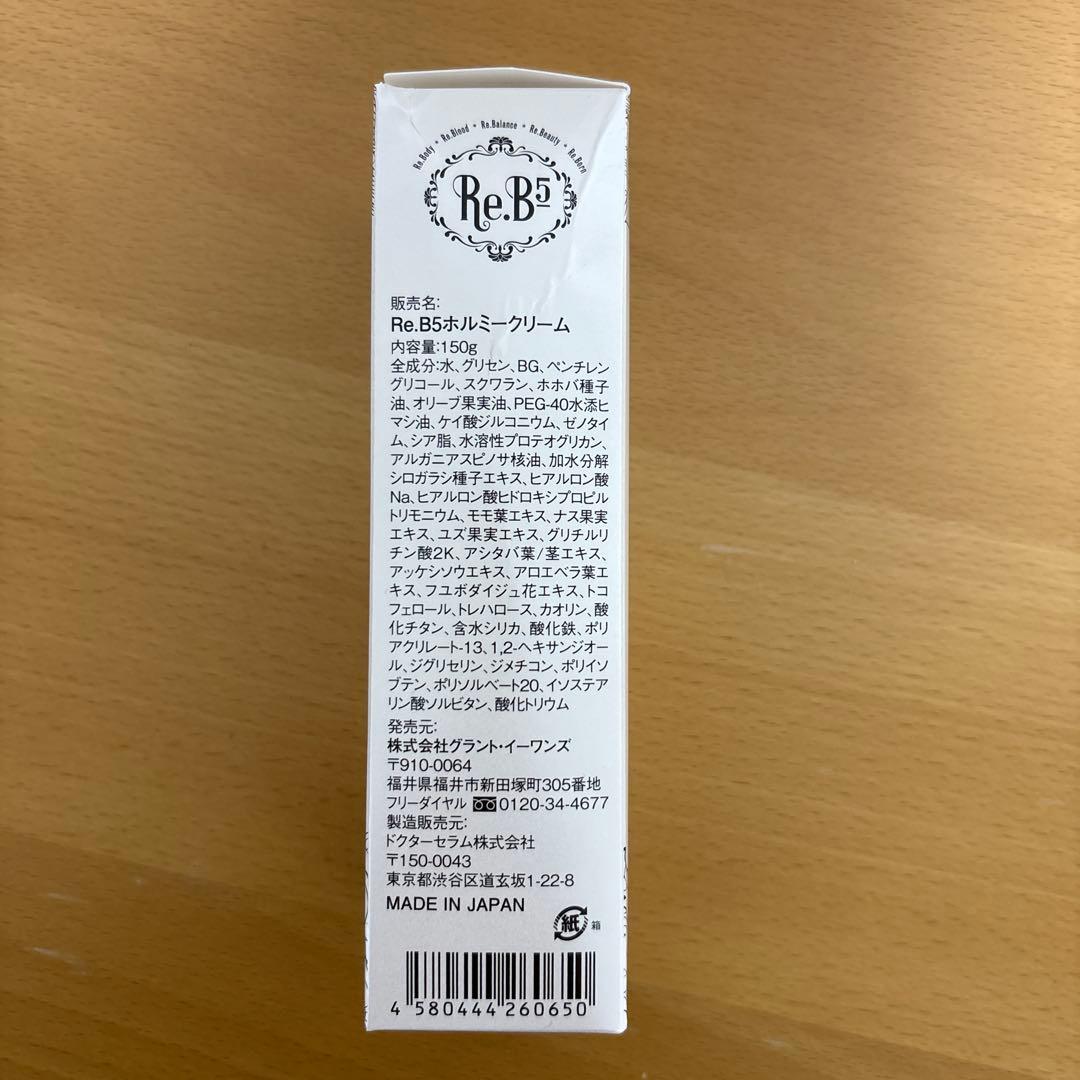 Re.Body * Re.Blood * Re.Balance * Re.Beauty * Re.Born
Re.B5
販売名:
Re.B5ホルミークリーム
内容量:150g
全成分:水、グリセン、BG、ペンチレン
グリコール、スクワラン、ホホバ種子
油、オリーブ果実油、PEG-40水添ヒ
マシ油、ケイ酸ジルコニウム、ゼノタイ
ム、シア脂、水溶性プロテオグリカン、
アルガニアスピノサ核油、加水分解
シロガラシ種子エキス、ヒアルロン酸
Na、ヒアルロン酸ヒドロキシプロピル
トリモニウム、モモ葉エキス、ナス果実
エキス、ユズ果実エキス、グリチルリ
チン酸2K、アシタバ葉/茎エキス、
アッケシソウエキス、アロエベラ葉エ
キス、フユボダイジュ花エキス、トコ
フェロール、トレハロース、カオリン、酸
化チタン、含水シリカ、酸化鉄、ポリ
アクリレート-13、1,2-ヘキサンジオー
ル、ジグリセリン、ジメチコン、ポリイソ
ブテン、ポリソルベート20、イソステア
リン酸ソルビタン、酸化トリウム
発売元:
株式会社グラント・イーワンズ
〒910-0064
福井県福井市新田塚町305番地
フリーダイヤル 0120-34-4677
製造販売元:
ドクターセラム株式会社
〒150-0043
東京都渋谷区道玄坂1-22-8
MADE IN JAPAN
紙 箱
4 580444 260650